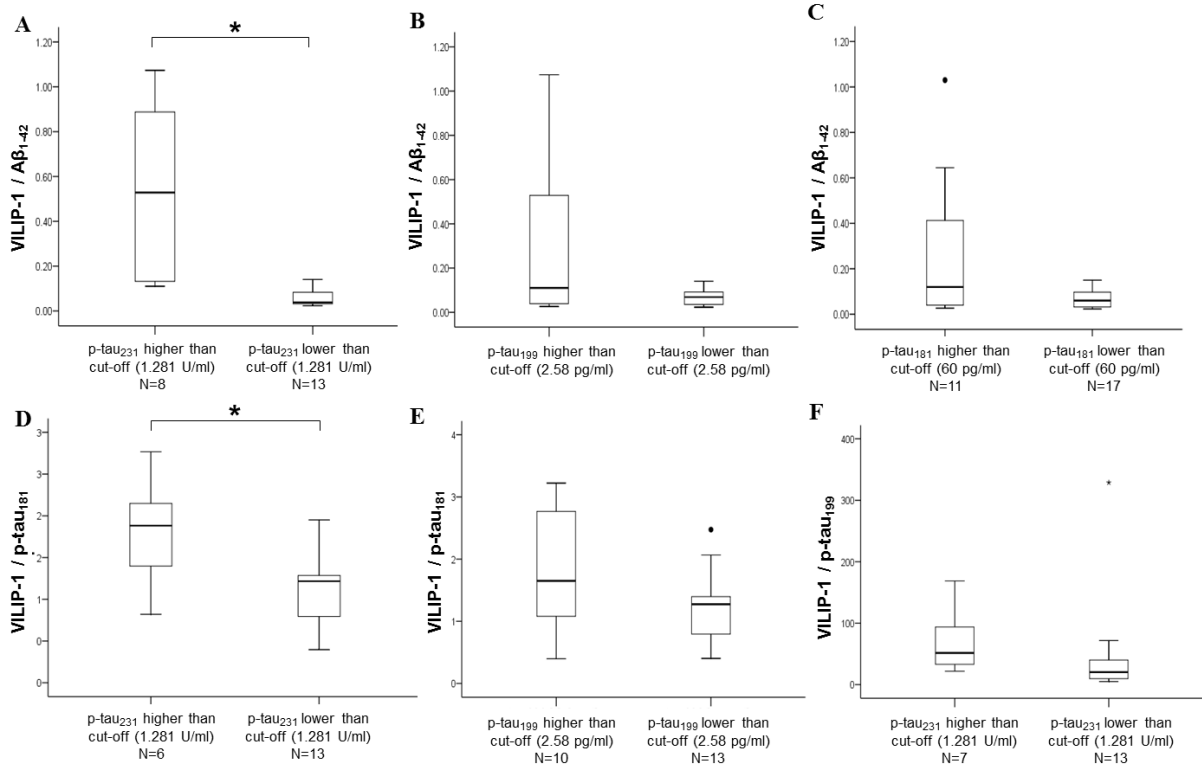 A
VILIP-1 / Aβ1-42
1.20
1.00
0.80
0.60
0.40
0.20
0.00
*
p-tau231 higher than
cut-off (1.281 U/ml)
N=8
p-tau231 lower than
cut-off (1.281 U/ml)
N=13
B
VILIP-1 / Aβ1-42
1.20
1.00
0.80
0.60
0.40
0.20
0.00
p-tau199 higher than
cut-off (2.58 pg/ml)
p-tau199 lower than
cut-off (2.58 pg/ml)
C
VILIP-1 / Aβ1-42
1.20
1.00
0.80
0.60
0.40
0.20
0.00
p-tau181 higher than
cut-off (60 pg/ml)
N=11
p-tau181 lower than
cut-off (60 pg/ml)
N=17
D
VILIP-1 / p-tau181
3
3
2
2
1
0
0
*
p-tau231 higher than
cut-off (1.281 U/ml)
N=6
p-tau231 lower than
cut-off (1.281 U/ml)
N=13
E
VILIP-1 / p-tau181
4
3
2
1
0
p-tau199 higher than
cut-off (2.58 pg/ml)
N=10
p-tau199 lower than
cut-off (2.58 pg/ml)
N=13
F
VILIP-1 / p-tau199
400
300
200
100
0
*
p-tau231 higher than
cut-off (1.281 U/ml)
N=7
p-tau231 lower than
cut-off (1.281 U/ml)
N=13